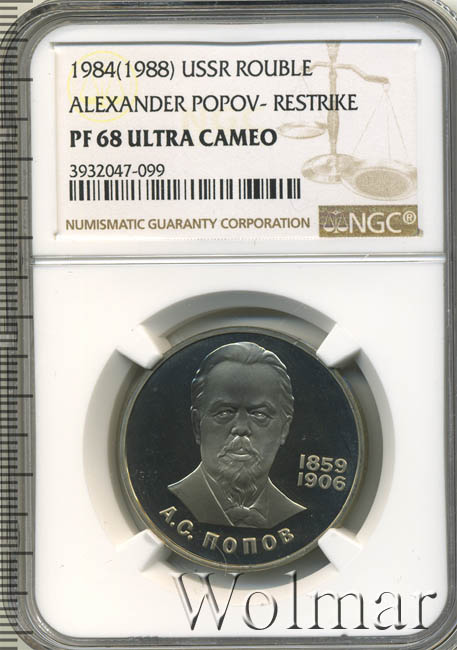 1984(1988) USSR ROUBLE
ALEXANDER POPOV- RESTRIKE
NGC
PF 68 ULTRA CAMEO
3932047-099
NUMISMATIC GUARANTY CORPORATION NGC®
1859
1906
А.С. ПОПОВ
Wolmar